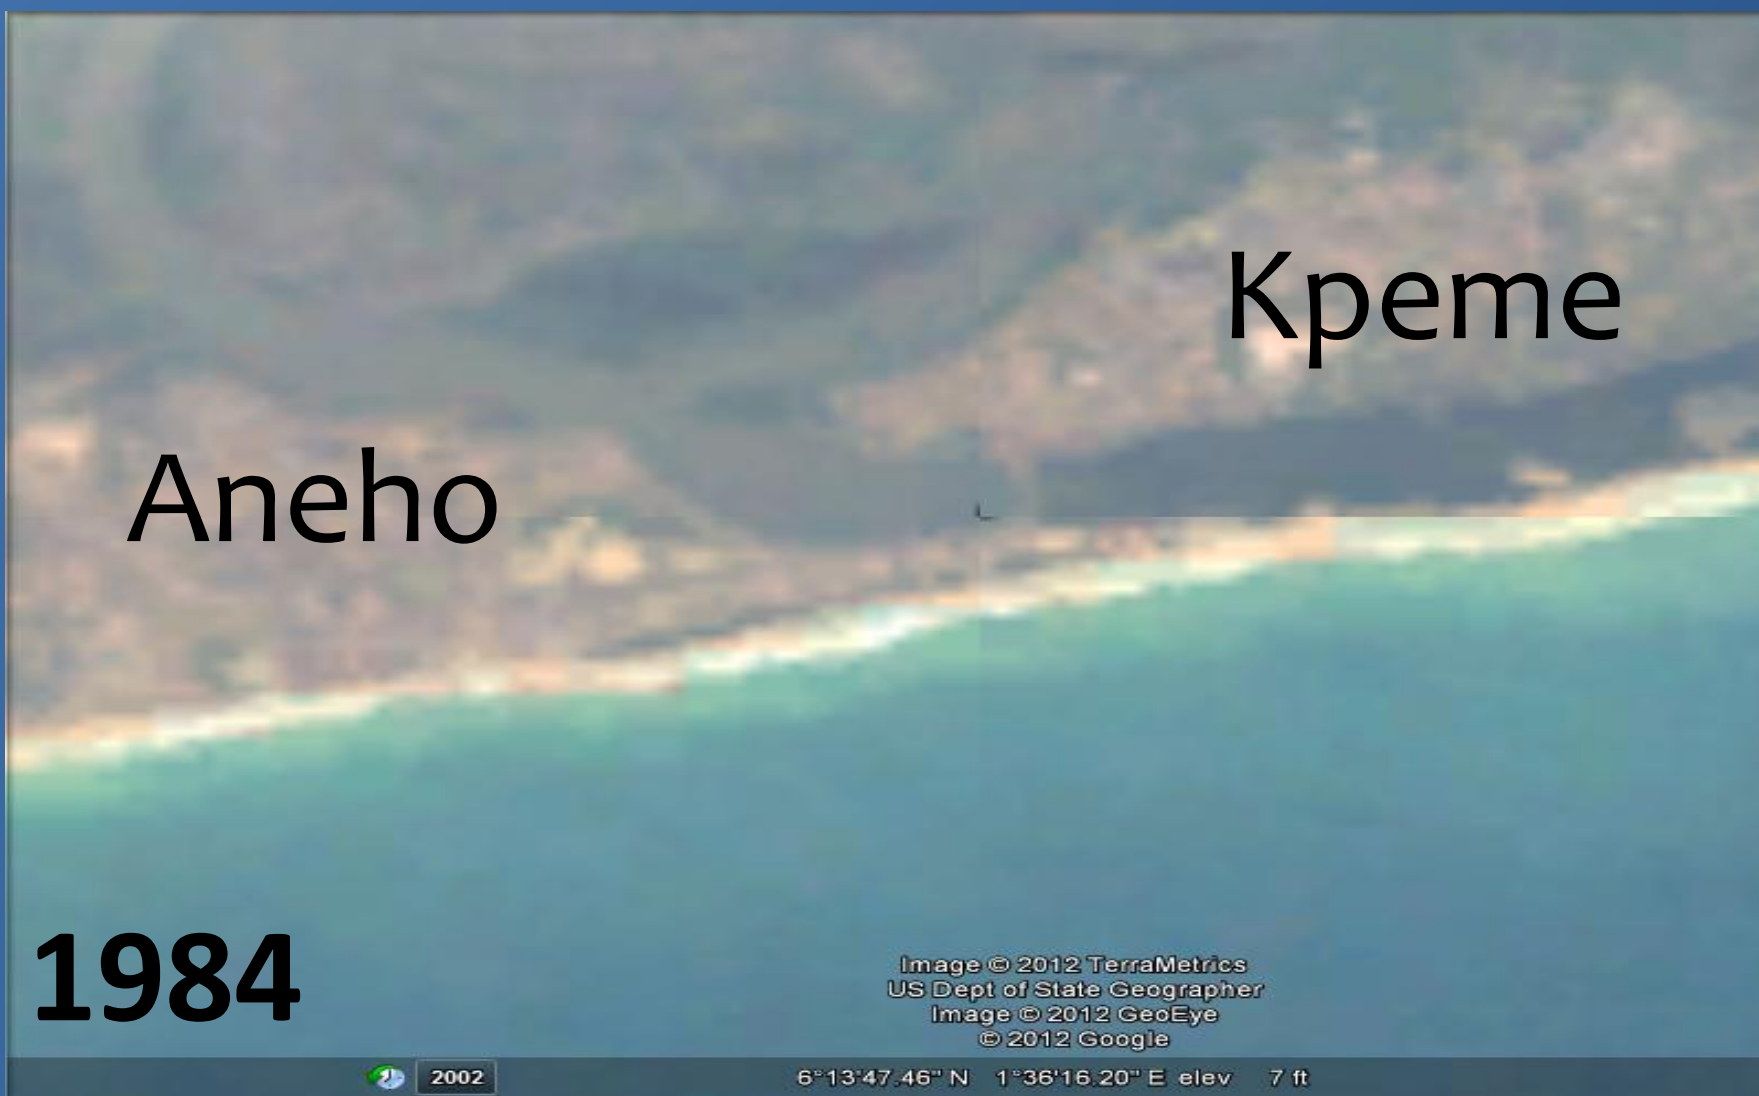 Kpeme
Aneho
1984
Image © 2012 TerraMetrics
US Dept of State Geographer
Image © 2012 GeoEye
© 2012 Google
2002
6°13'47.46" N 1°36'16.20" E elev 7 ft